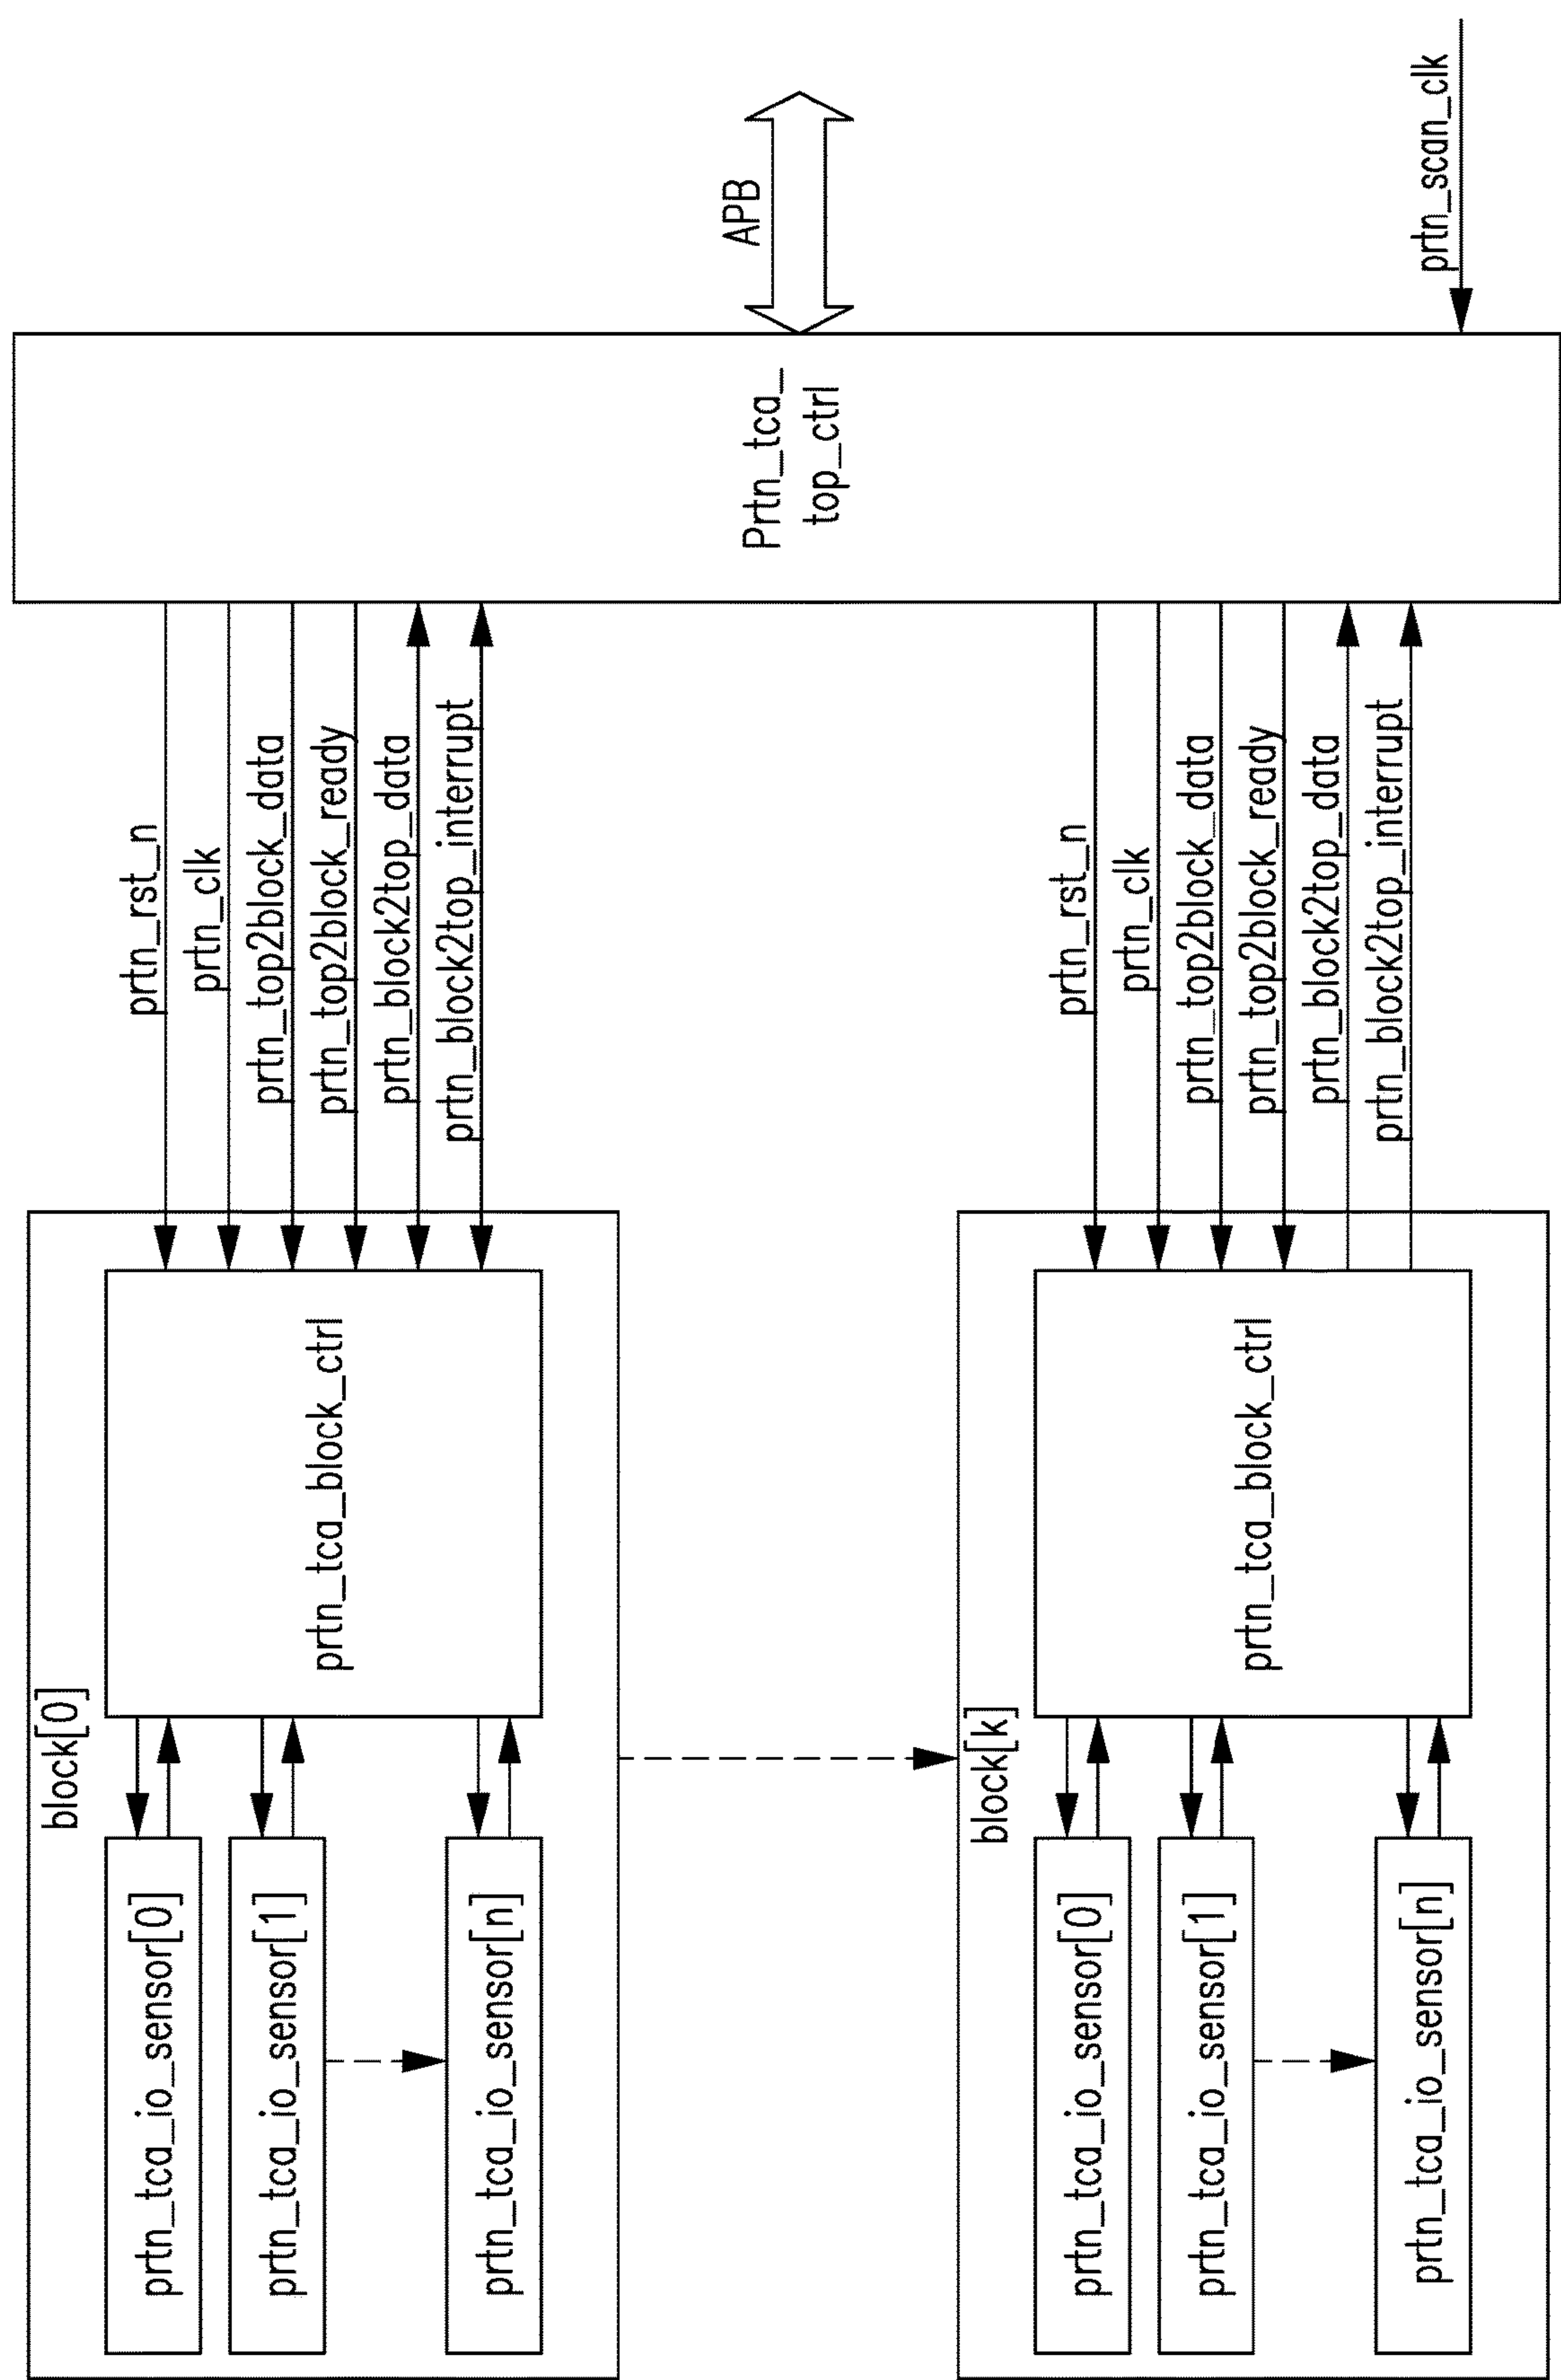 block[0]
prtn_tca_io_sensor[0]
prtn_tca_io_sensor[1]
prtn_tca_io_sensor[n]
prtn_tca_block_ctrl
prtn_rst_n
prtn_clk
prtn_top2block_data
prtn_top2block_ready
prtn_block2top_data
prtn_block2top_interrupt
block[k]
prtn_tca_io_sensor[0]
prtn_tca_io_sensor[1]
prtn_tca_io_sensor[n]
prtn_tca_block_ctrl
prtn_rst_n
prtn_clk
prtn_top2block_data
prtn_top2block_ready
prtn_block2top_data
prtn_block2top_interrupt
Prtn_tca_
top_ctrl
APB
prtn_scan_clk